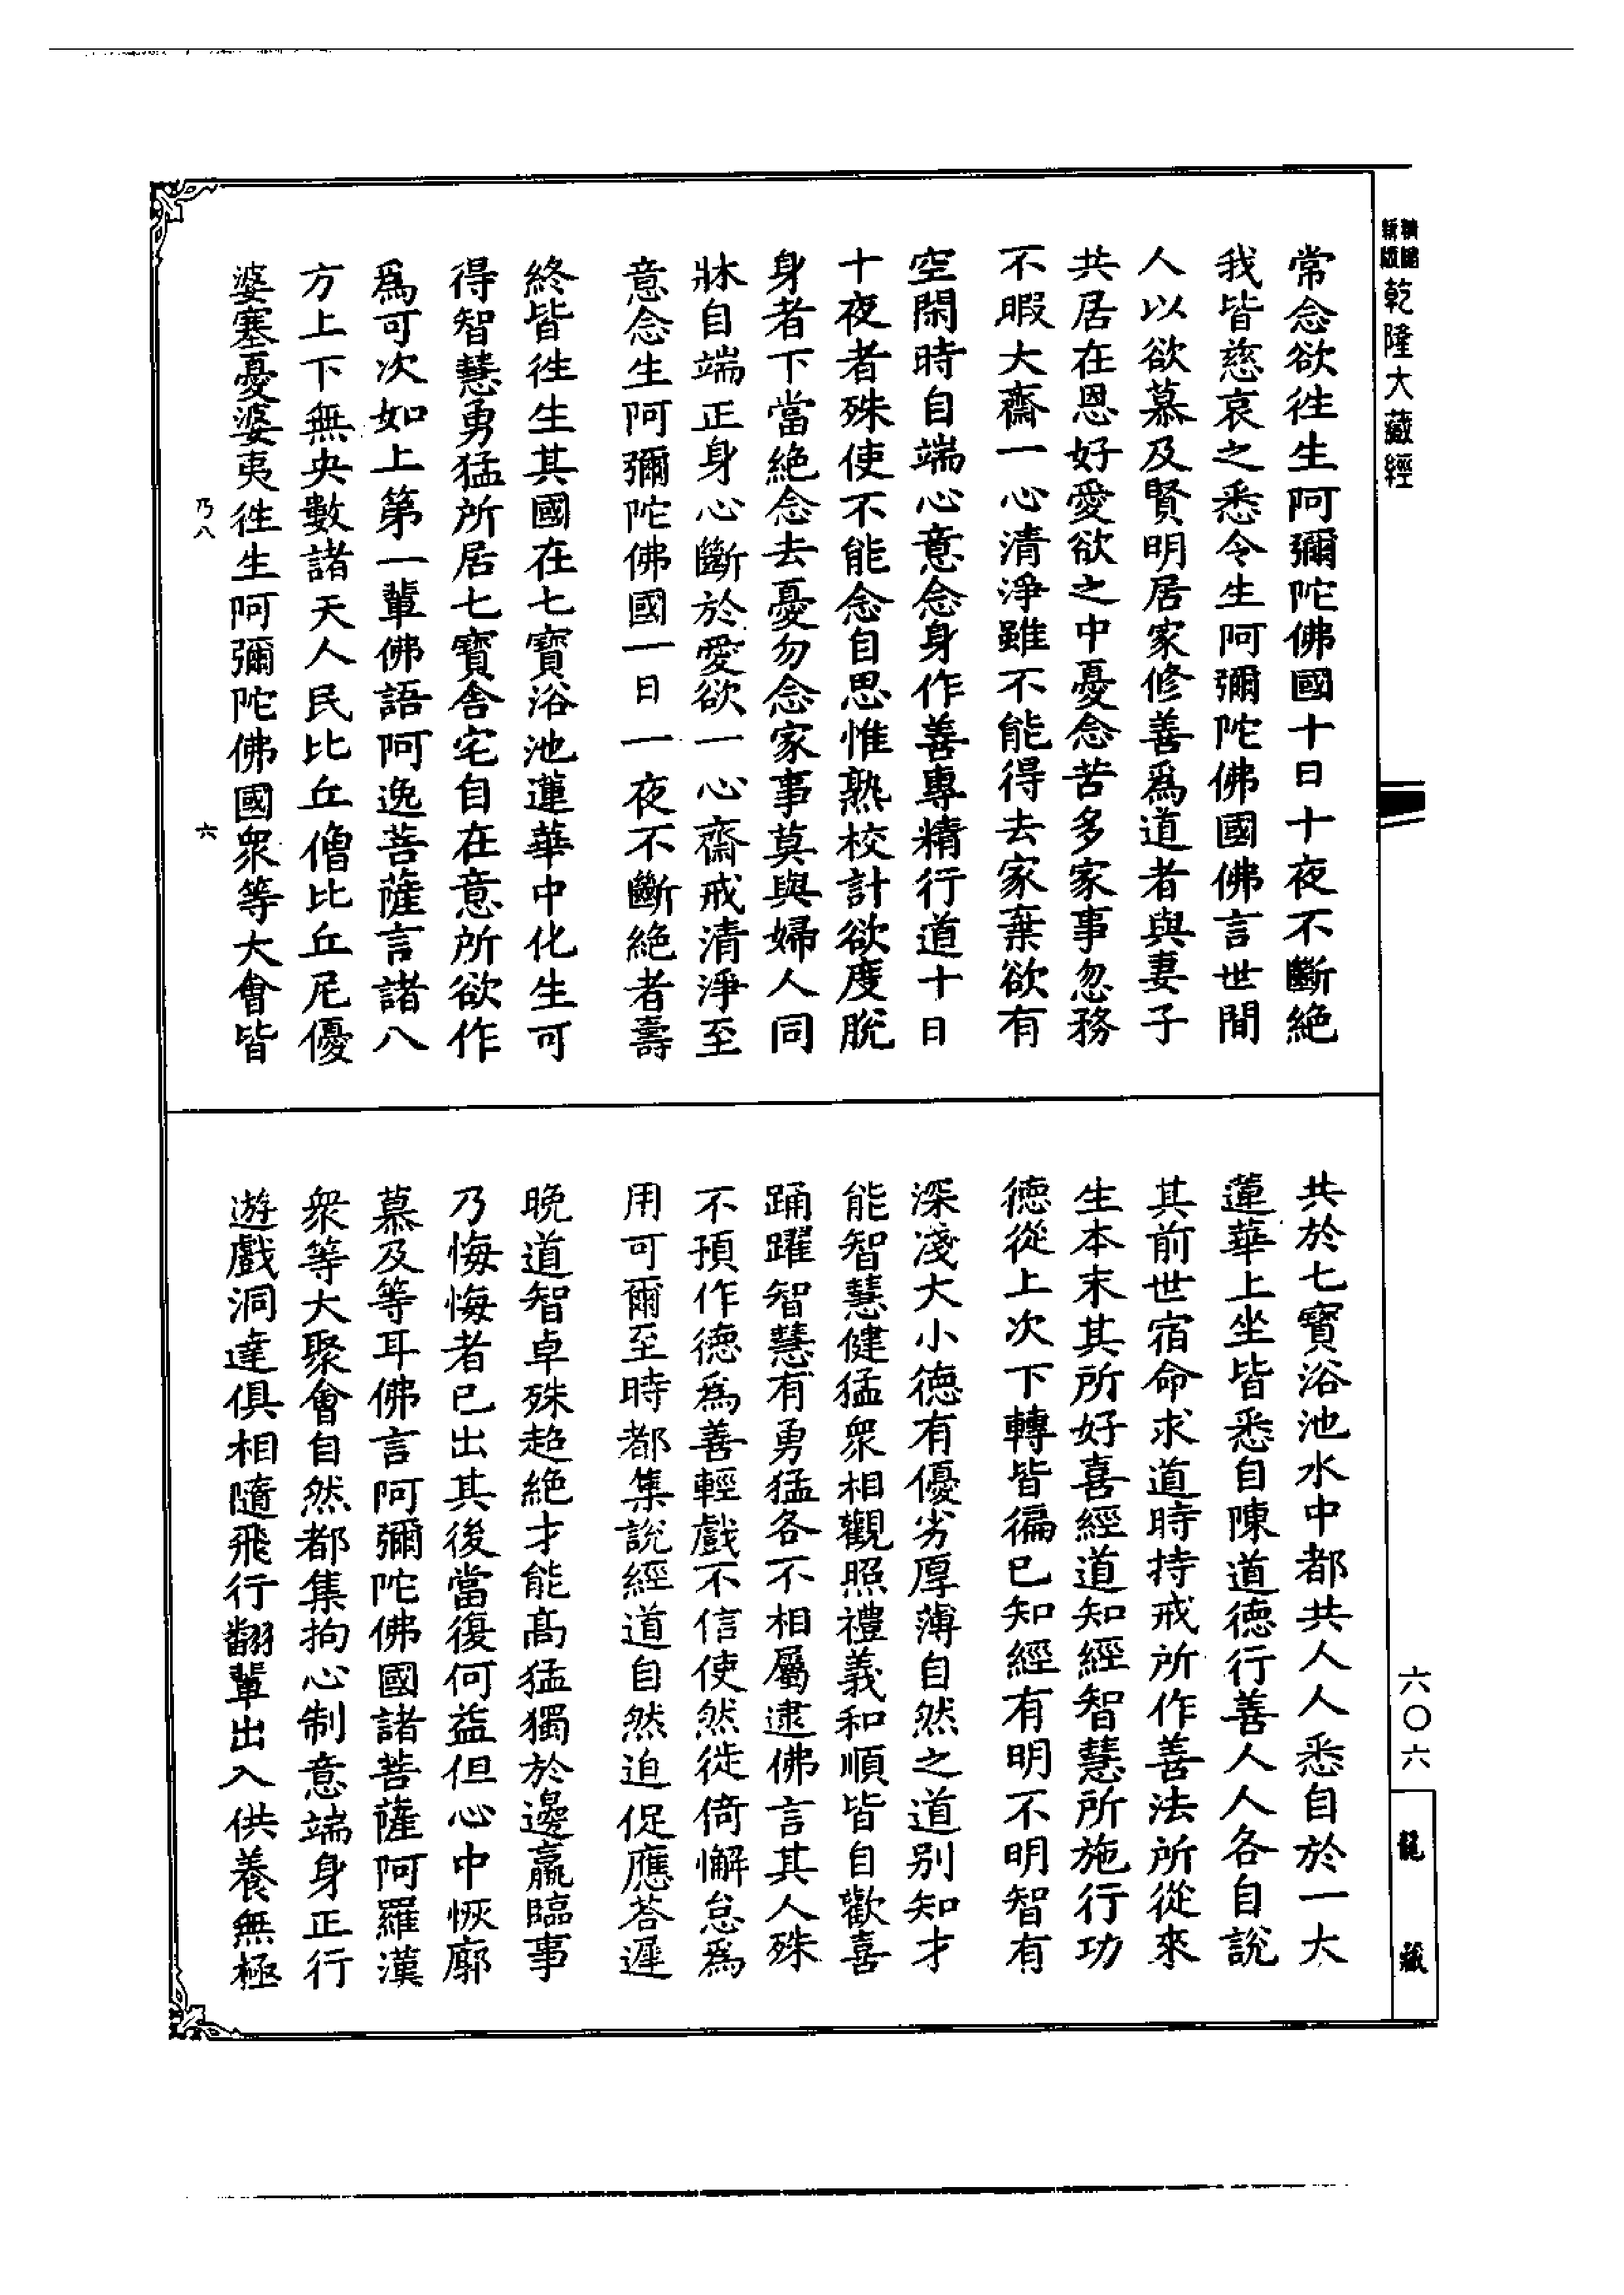 新版
精縮
乾隆大藏經
常念欲徃生阿彌陀佛國十日十夜不斷絶
我皆慈哀之悉令生阿彌陀佛國佛言世間
人以欲慕及賢明居家修善爲道者與妻子
共居在恩好愛欲之中憂念苦多家事忽務
不暇大齋一心清淨雖不能得去家棄欲有
空閑時自端心意念身作善專精行道十日
十夜者殊使不能念自思惟熟校計欲度脫
身者下當絶念去憂勿念家事莫與婦人同
牀自端正身心斷於愛欲一心齋戒清淨至
意念生阿彌陀佛國一日一夜不斷絶者壽
終皆徃生其國在七寶浴池蓮華中化生可
得智慧勇猛所居七寶舍宅自在意所欲作
爲可次如上第一輩佛語阿逸菩薩言諸八
方上下無央數諸天人民比丘僧比丘尼優
婆塞憂婆夷徃生阿彌陀佛國衆等大會皆
乃八
六
共於七寶浴池水中都共人人悉自於一大
蓮華上坐皆悉自陳道德行善人人各自說
其前世宿命求道時持戒所作善法所從來
生本末其所好喜經道知經智慧所施行功
德從上次下轉皆徧已知經有明不明智有
深淺大小德有優劣厚薄自然之道别知才
能智慧健猛衆相觀照禮義和順皆自歡喜
踊躍智慧有勇猛各不相屬逮佛言其人殊
不預作德爲善輕戲不信使然徙倚懈怠爲
用可爾至時都集說經道自然迫促應荅遲
晚道智卓殊超絶才能髙猛獨於邊羸臨事
乃悔悔者已出其後當復何益但心中悵廓
慕及等耳佛言阿彌陀佛國諸菩薩阿羅漢
衆等大聚會自然都集拘心制意端身正行
遊戲洞達俱相隨飛行翻輩出入供養無極
六〇六
龍藏